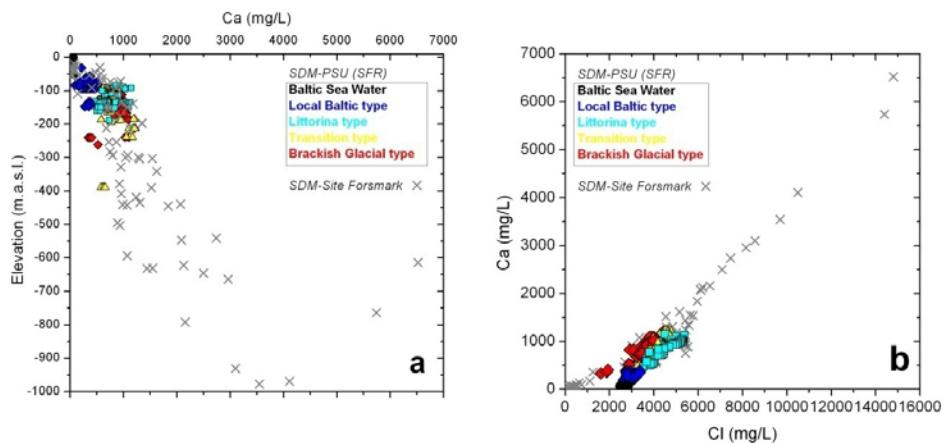 Ca (mg/L)
0 1000 2000 3000 4000 5000 6000 7000
0
-100
-200
-300
-400
-500
-600
-700
-800
-900
-1000
Elevation (m.a.s.l.)
SDM-PSU (SFR)
Baltic Sea Water
Local Baltic type
Littorina type
Transition type
Brackish Glacial type
SDM-Site Forsmark
a
7000
6000
5000
4000
3000
2000
1000
0
Ca (mg/L)
SDM-PSU (SFR)
Baltic Sea Water
Local Baltic type
Littorina type
Transition type
Brackish Glacial type
SDM-Site Forsmark
b
0 2000 4000 6000 8000 10000 12000 14000 16000
Cl (mg/L)